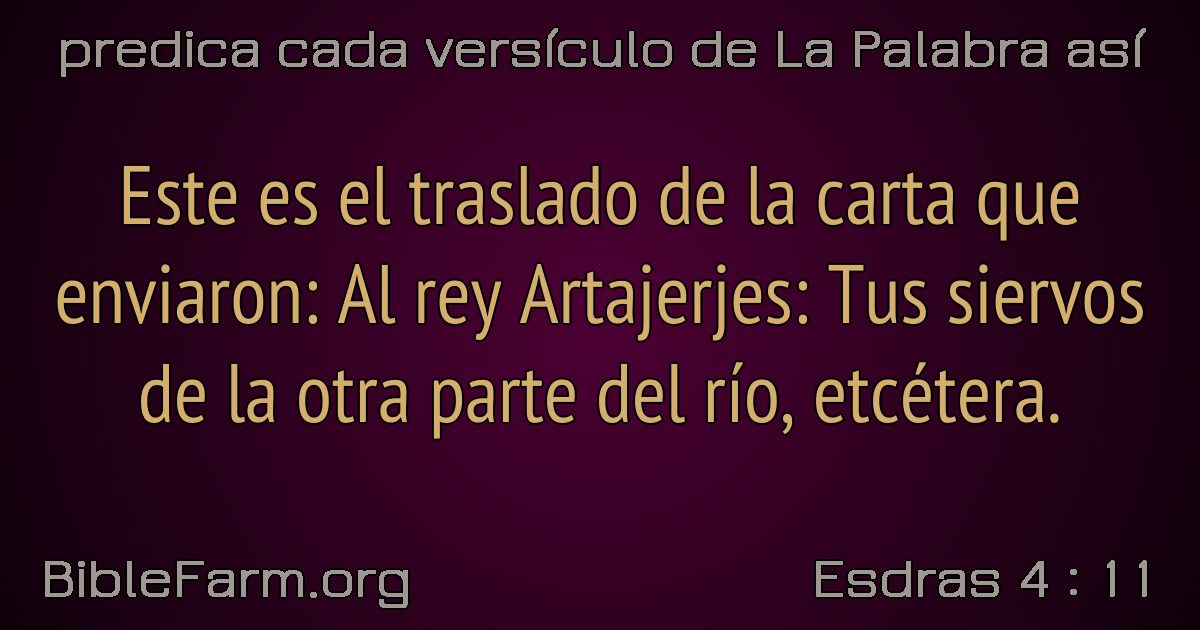 predica cada versículo de La Palabra así
Este es el traslado de la carta que
enviaron: Al rey Artajerjes: Tus siervos
de la otra parte del río, etcétera.
BibleFarm.org
Esdras 4 : 11